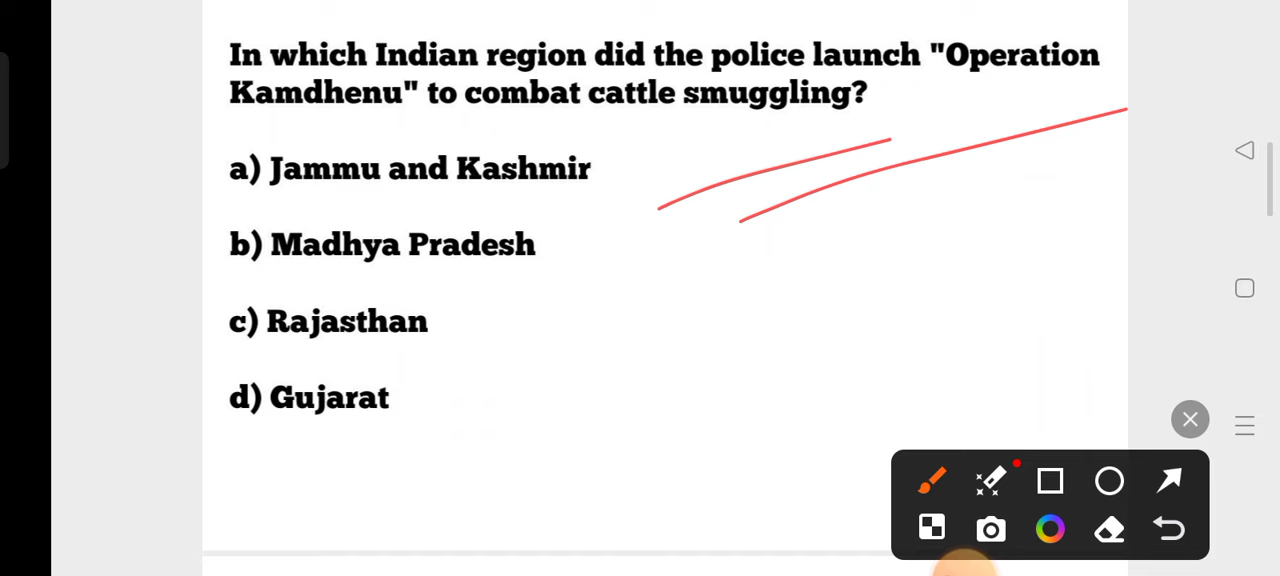 In which Indian region did the police launch "Operation
Kamdhenu" to combat cattle smuggling?
a) Jammu and Kashmir
b) Madhya Pradesh
c) Rajasthan
d) Gujarat